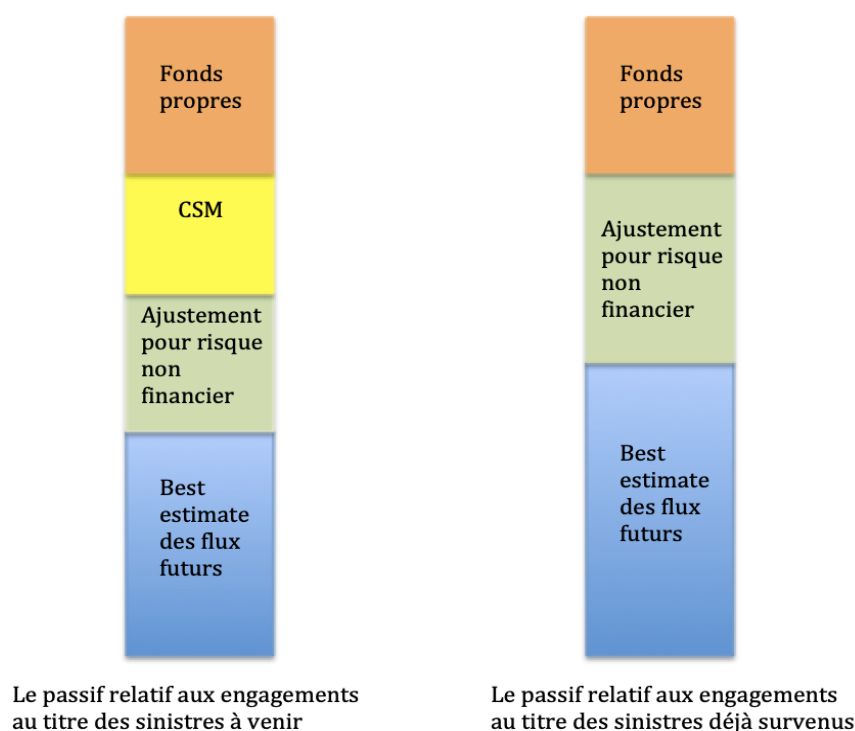 Fonds
propres
CSM
Ajustement
pour risque
non
financier
Best
estimate
des flux
futurs
Le passif relatif aux engagements
au titre des sinistres à venir
Fonds
propres
Ajustement
pour risque
non
financier
Best
estimate
des flux
futurs
Le passif relatif aux engagements
au titre des sinistres déjà survenus